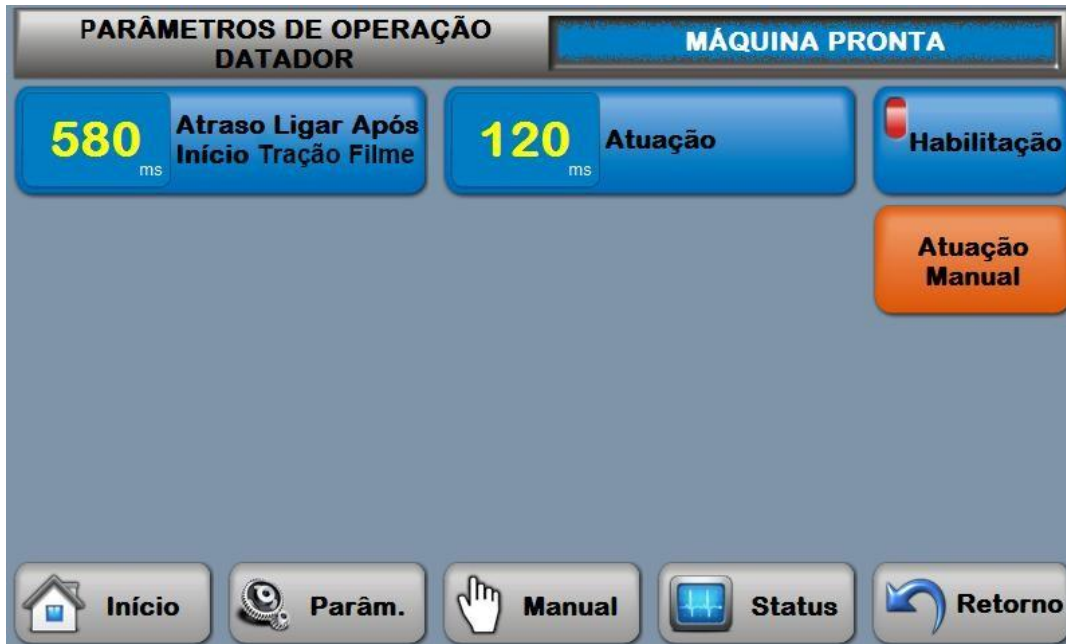 PARÂMETROS DE OPERAÇÃO
DATADOR
MÁQUINA PRONTA
580
ms
Atraso Ligar Após
Início Tração Filme
120
ms
Atuação
Habilitação
Atuação
Manual
Início
Parâm.
Manual
Status
Retorno